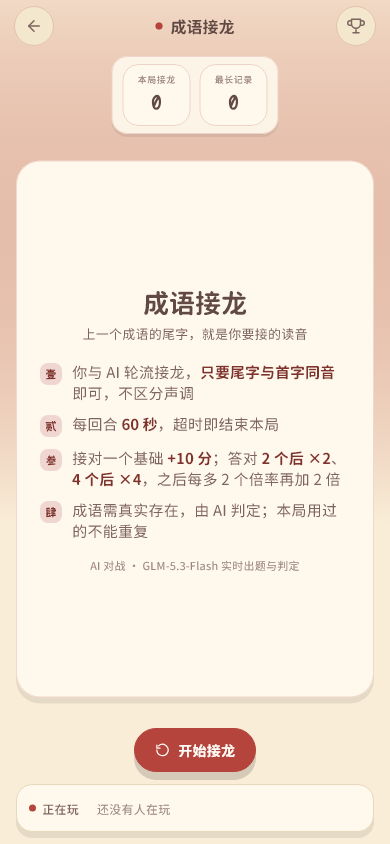 成语接龙
本局接龙 最长记录
0 0
成语接龙
上一个成语的尾字，就是你要接的读音
壹 你与 AI 轮流接龙，只要尾字与首字同音
即可，不区分声调
贰 每回合 60 秒，超时即结束本局
叁 接对一个基础 +10 分；答对 2 个后 ×2、
4 个后 ×4，之后每多 2 个倍率再加 2 倍
肆 成语需真实存在，由 AI 判定；本局用过
的不能重复
AI 对战 · GLM-5.3-Flash 实时出题与判定
开始接龙
正在玩 还没有人在玩